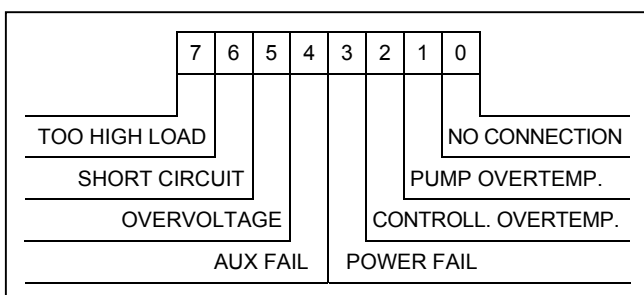 7 6 5 4 3 2 1 0
TOO HIGH LOAD NO CONNECTION
SHORT CIRCUIT PUMP OVERTEMP.
OVERVOLTAGE CONTROLL. OVERTEMP.
AUX FAIL POWER FAIL